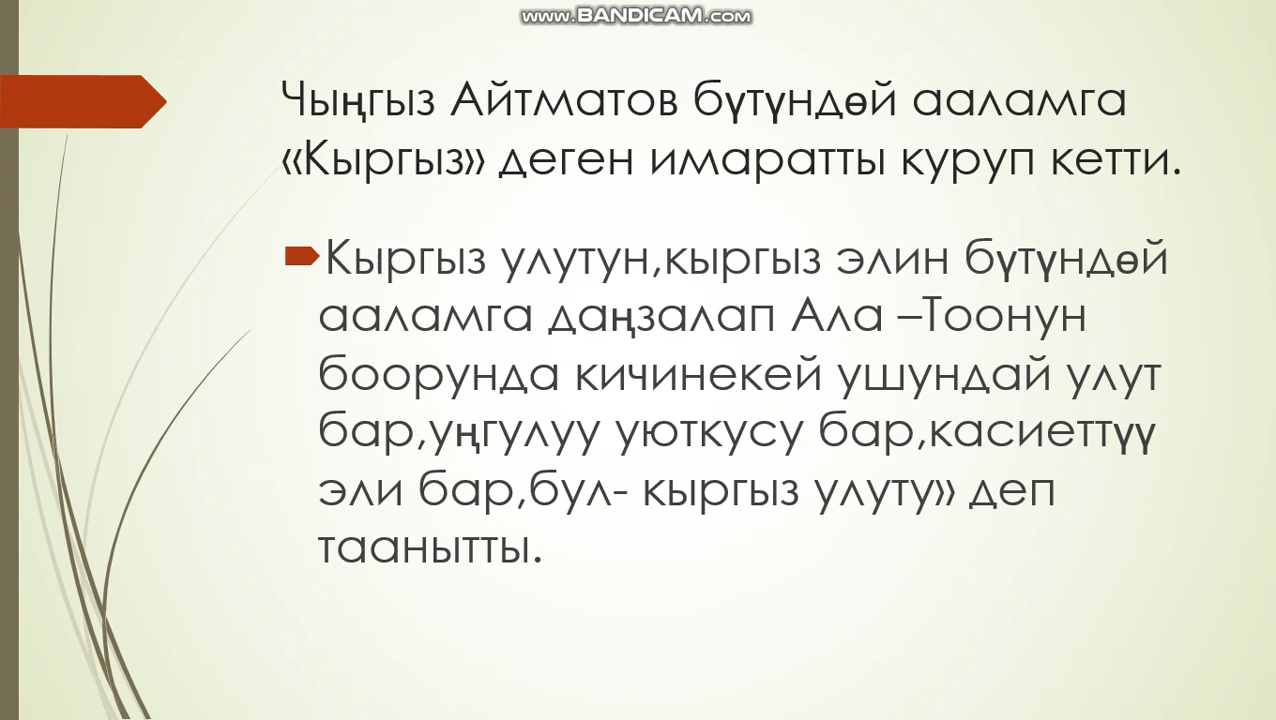 www.BANDICAM.com
Чыңгыз Айтматов бүтүндөй ааламга
«Кыргыз» деген имаратты куруп кетти.
Кыргыз улутун,кыргыз элин бүтүндөй
ааламга даңзалап Ала –Тоонун
боорунда кичинекей ушундай улут
бар,уңгулуу уюткусу бар,касиеттүү
эли бар,бул- кыргыз улуту» деп
таанытты.